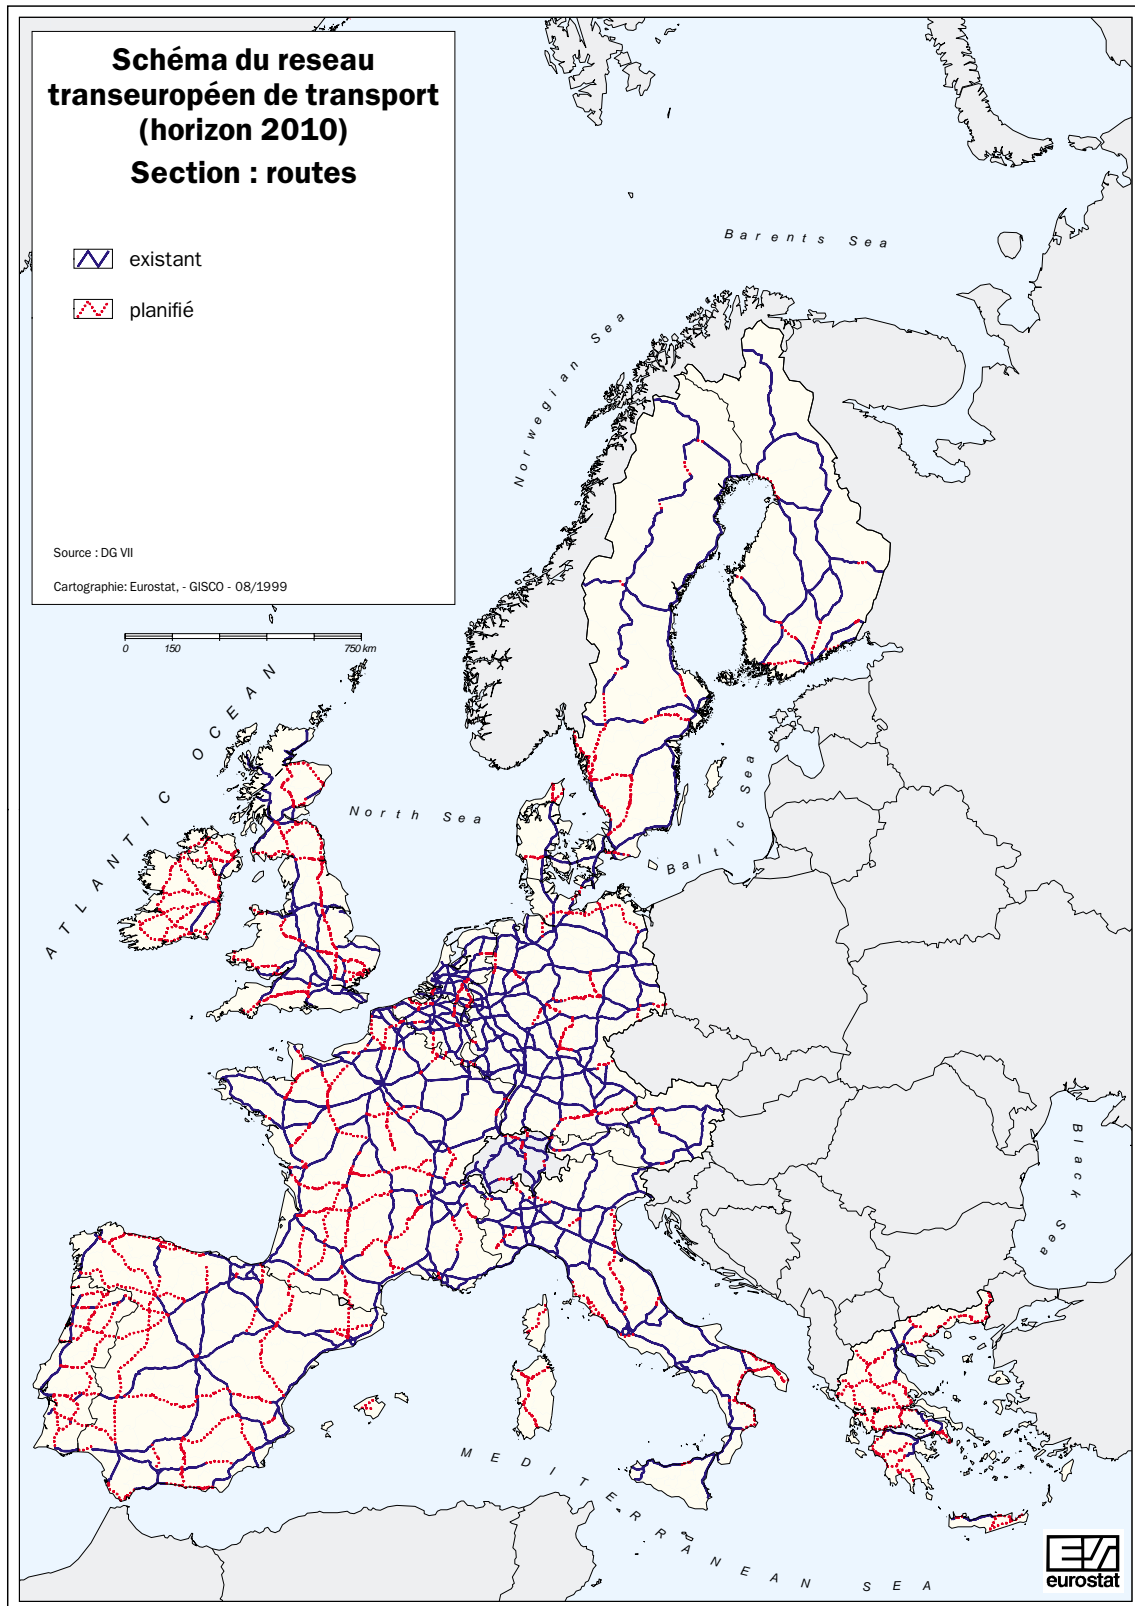 Schéma du reseau
transeuropéen de transport
(horizon 2010)
Section : routes
existant
planifié
Source : DG VII
Cartographie: Eurostat, - GISCO - 08/1999
0 150 750 km
Barents Sea
Norwegian Sea
ATLANTIC OCEAN
North Sea
Baltic Sea
Black Sea
MEDITERRANEAN SEA
eurostat